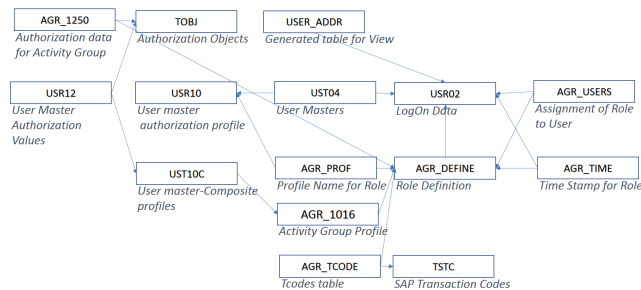 AGR_1250
TOBJ
USER_ADDR
Authorization data
for Activity Group
Authorization Objects
Generated table for View
USR12
USR10
UST04
USR02
AGR_USERS
User Master
Authorization
Values
User master
authorization profile
User Masters
LogOn Data
Assignment of Role
to User
UST10C
AGR_PROF
AGR_DEFINE
AGR_TIME
User master-Composite
profiles
Profile Name for Role
Role Definition
Time Stamp for Role
AGR_1016
Activity Group Profile
AGR_TCODE
TSTC
Tcodes table
SAP Transaction Codes